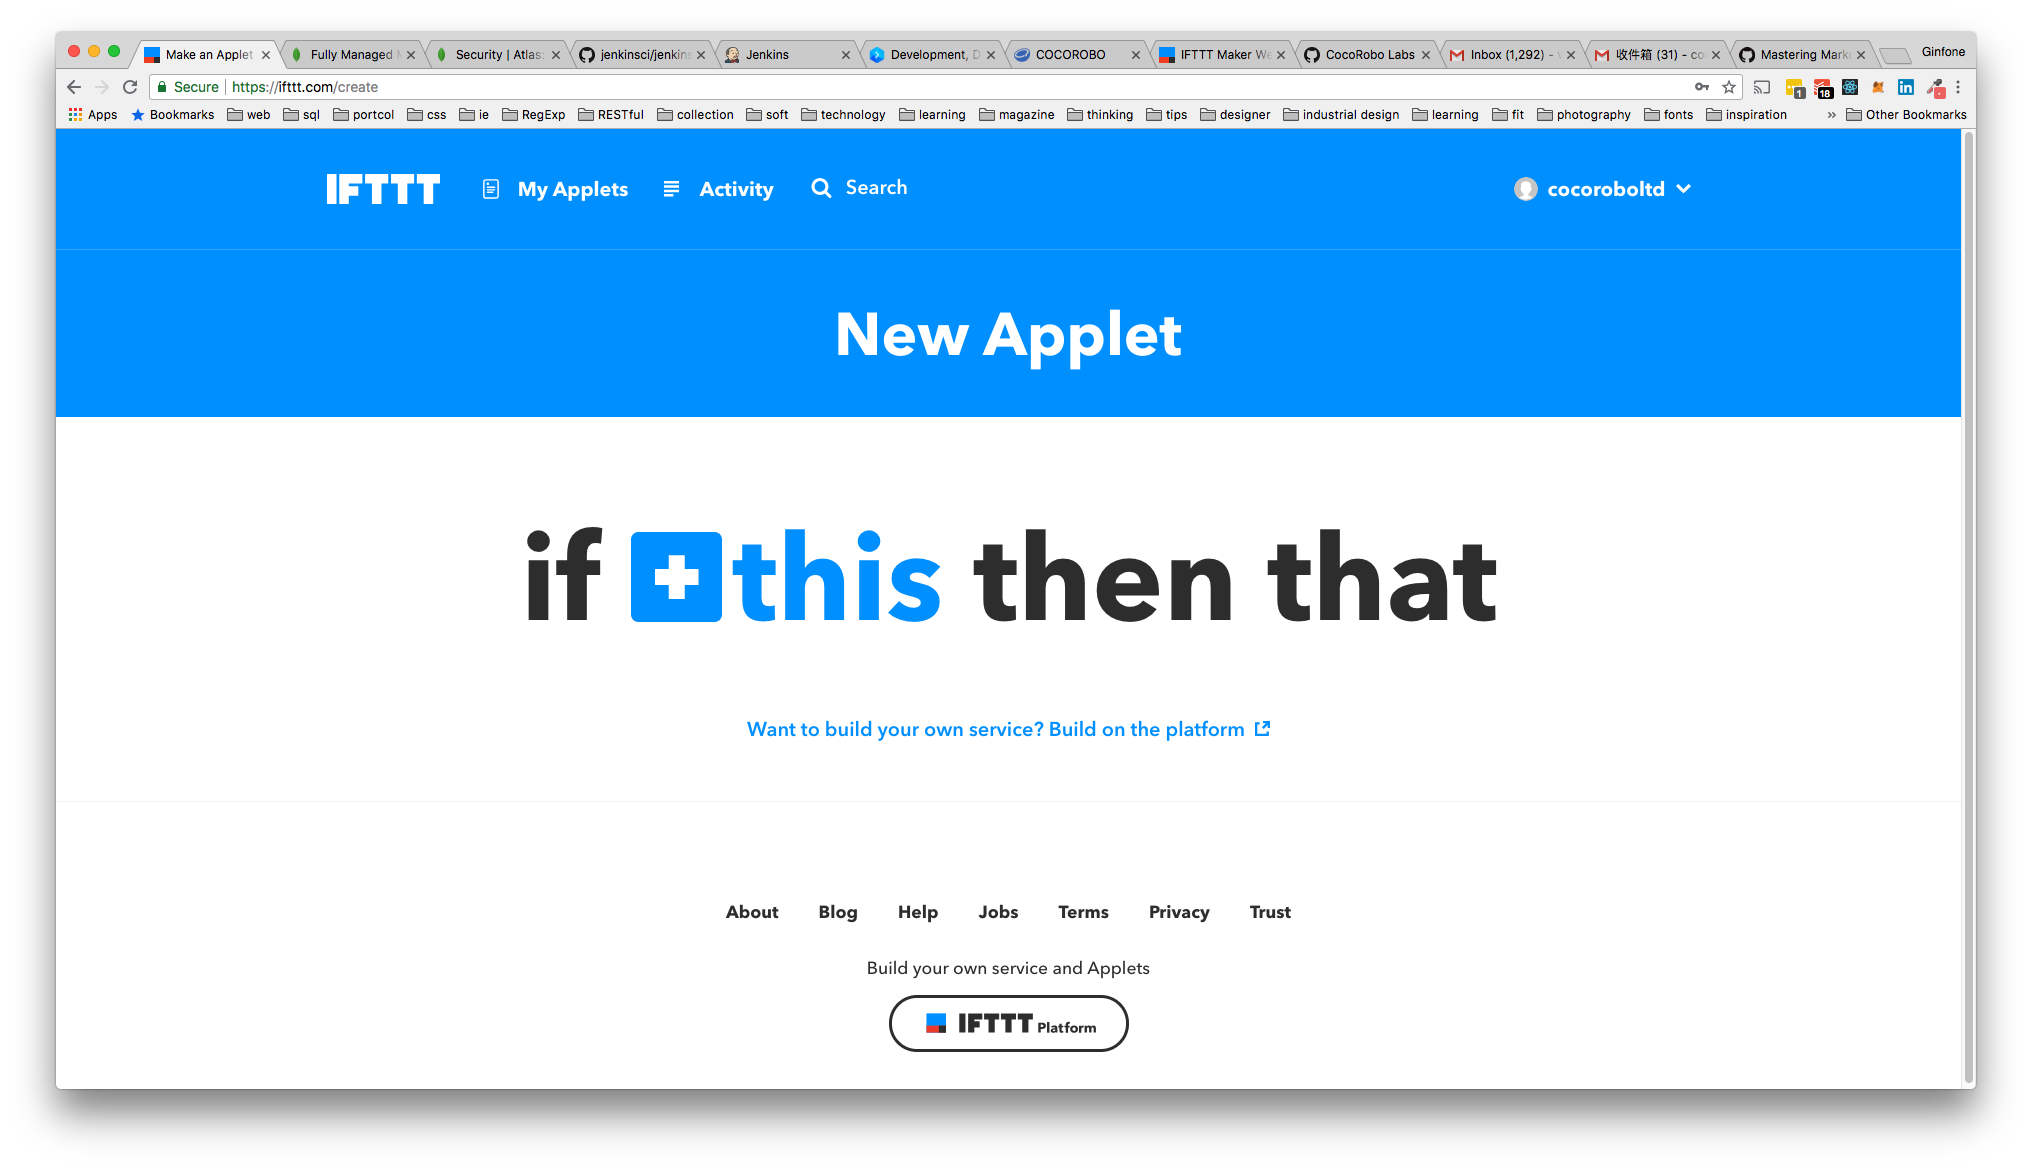 Make an Applet
Fully Managed
Security | Atlas
jenkinsci/jenkins
Jenkins
Development, D
COCOROBO
IFTTT Maker We
CocoRobo Labs
Inbox (1,292) -
收件箱 (31) - co
Mastering Mark
Ginfone
Secure
https://ifttt.com/create
1
18
Apps
Bookmarks
web
sql
portcol
css
ie
RegExp
RESTful
collection
soft
technology
learning
magazine
thinking
tips
designer
industrial design
learning
fit
photography
fonts
inspiration
»
Other Bookmarks
IFTTT
My Applets
Activity
Search
cocoroboltd
New Applet
if +this then that
Want to build your own service? Build on the platform
About
Blog
Help
Jobs
Terms
Privacy
Trust
Build your own service and Applets
IFTTT Platform